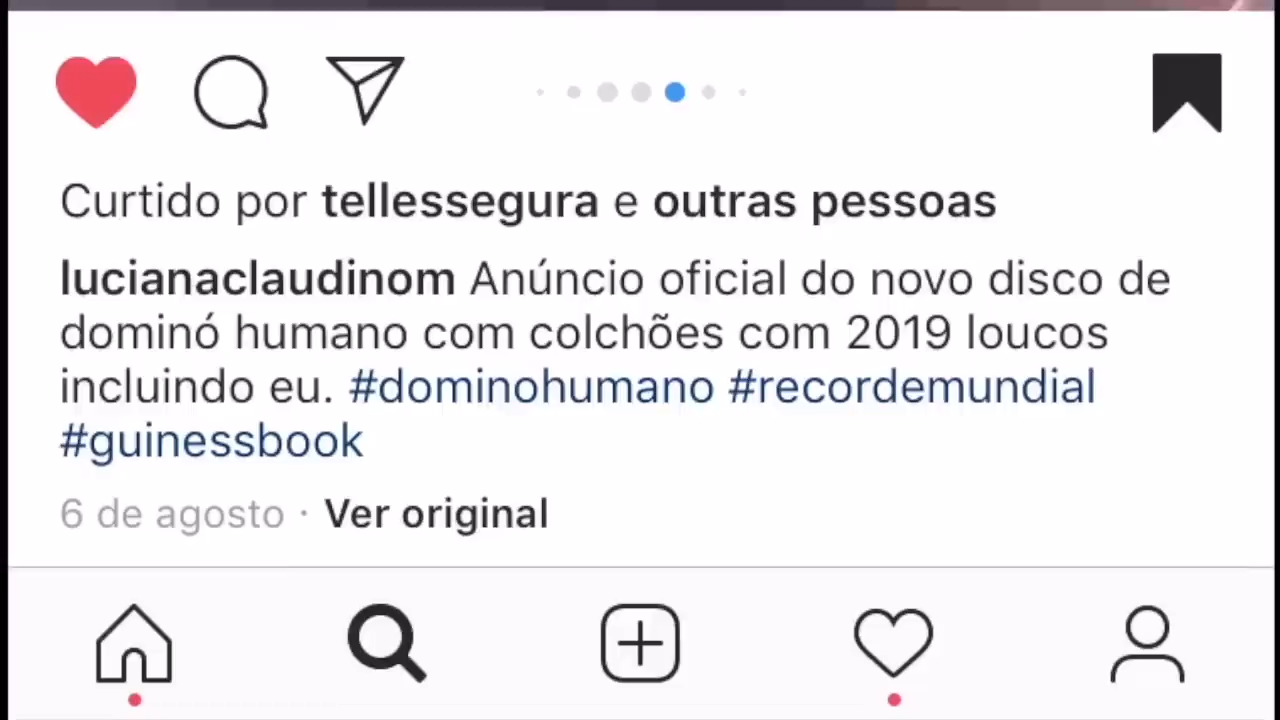 Curtido por tellessegura e outras pessoas
lucianaclaudinom Anúncio oficial do novo disco de
dominó humano com colchões com 2019 loucos
incluindo eu. #dominohumano #recordemundial
#guinessbook
6 de agosto · Ver original